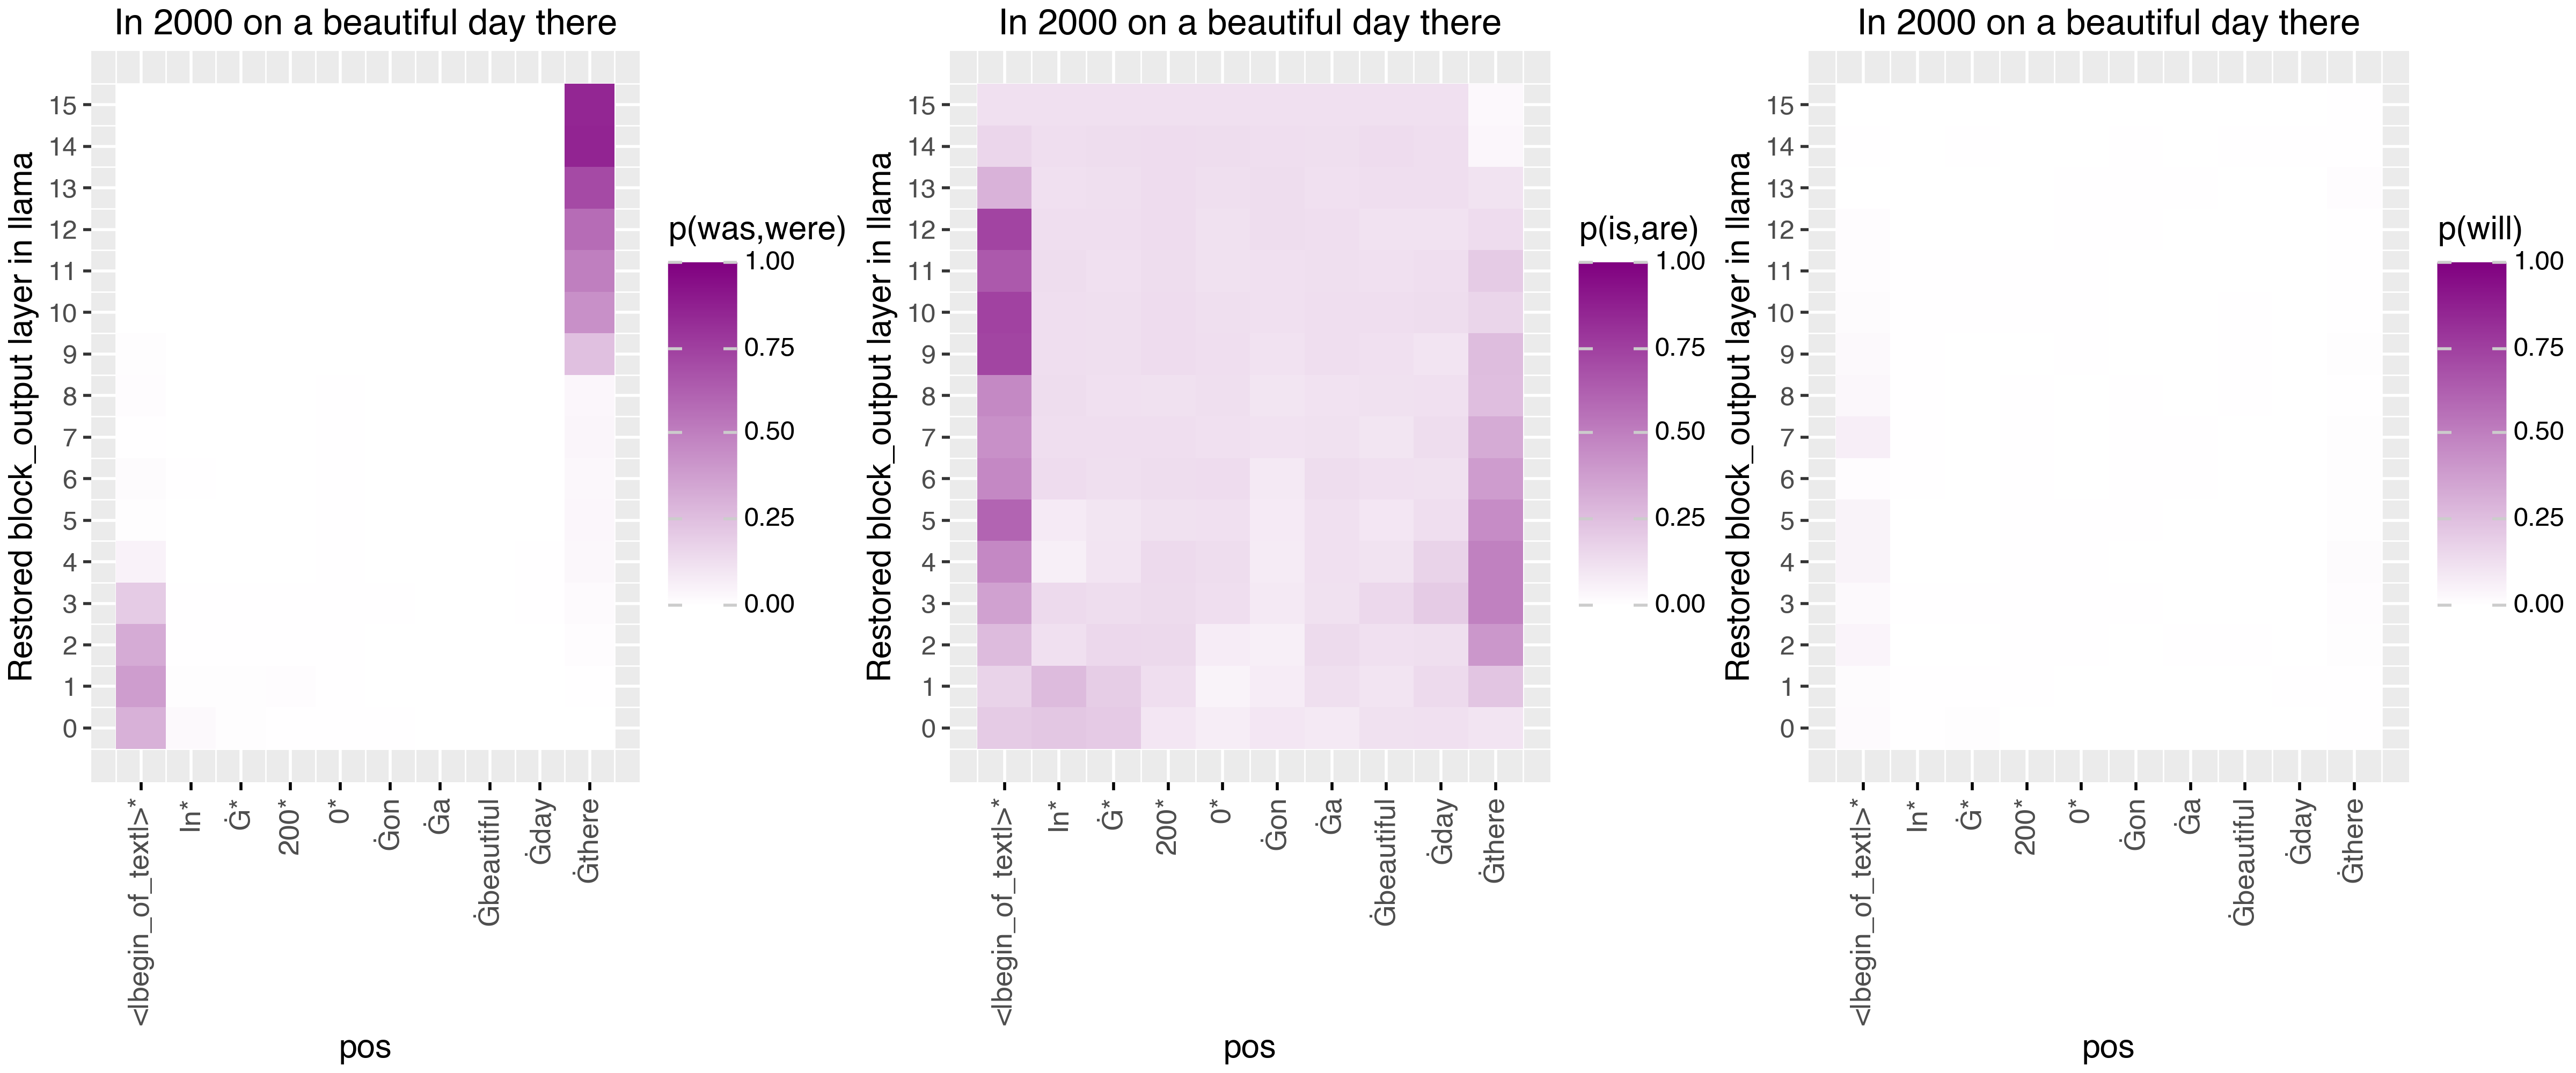 In 2000 on a beautiful day there
Restored block_output layer in llama
15
14
13
12
11
10
9
8
7
6
5
4
3
2
1
0
<|begin_of_text|>*
In*
Ġ*
200*
0*
Ġon
Ġa
Ġbeautiful
Ġday
Ġthere
pos
p(was,were)
1.00
0.75
0.50
0.25
0.00
In 2000 on a beautiful day there
Restored block_output layer in llama
15
14
13
12
11
10
9
8
7
6
5
4
3
2
1
0
<|begin_of_text|>*
In*
Ġ*
200*
0*
Ġon
Ġa
Ġbeautiful
Ġday
Ġthere
pos
p(is,are)
1.00
0.75
0.50
0.25
0.00
In 2000 on a beautiful day there
Restored block_output layer in llama
15
14
13
12
11
10
9
8
7
6
5
4
3
2
1
0
<|begin_of_text|>*
In*
Ġ*
200*
0*
Ġon
Ġa
Ġbeautiful
Ġday
Ġthere
pos
p(will)
1.00
0.75
0.50
0.25
0.00